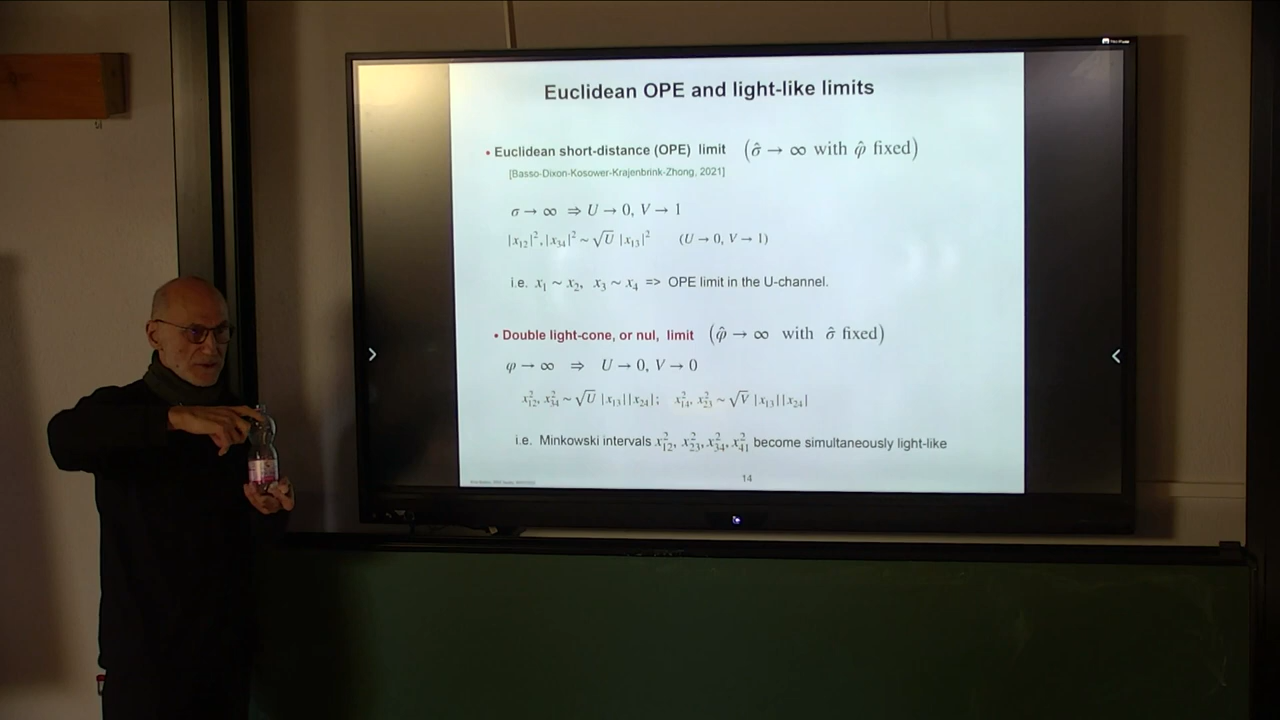 Euclidean OPE and light-like limits
• Euclidean short-distance (OPE) limit (σ̂ → ∞ with φ̂ fixed)
[Basso-Dixon-Kosower-Krajenbrink-Zhong, 2021]
σ → ∞ ⇒ U → 0, V → 1
|x₁₂|², |x₃₄|² ~ √U |x₁₃|² (U → 0, V → 1)
i.e. x₁ ~ x₂, x₃ ~ x₄ => OPE limit in the U-channel.
• Double light-cone, or nul, limit (φ̂ → ∞ with σ̂ fixed)
φ → ∞ ⇒ U → 0, V → 0
x²₁₂, x²₃₄ ~ √U |x₁₃||x₂₄|; x²₁₄, x²₂₃ ~ √V |x₁₃||x₂₄|
i.e. Minkowski intervals x²₁₂, x²₂₃, x²₃₄, x²₄₁ become simultaneously light-like
14